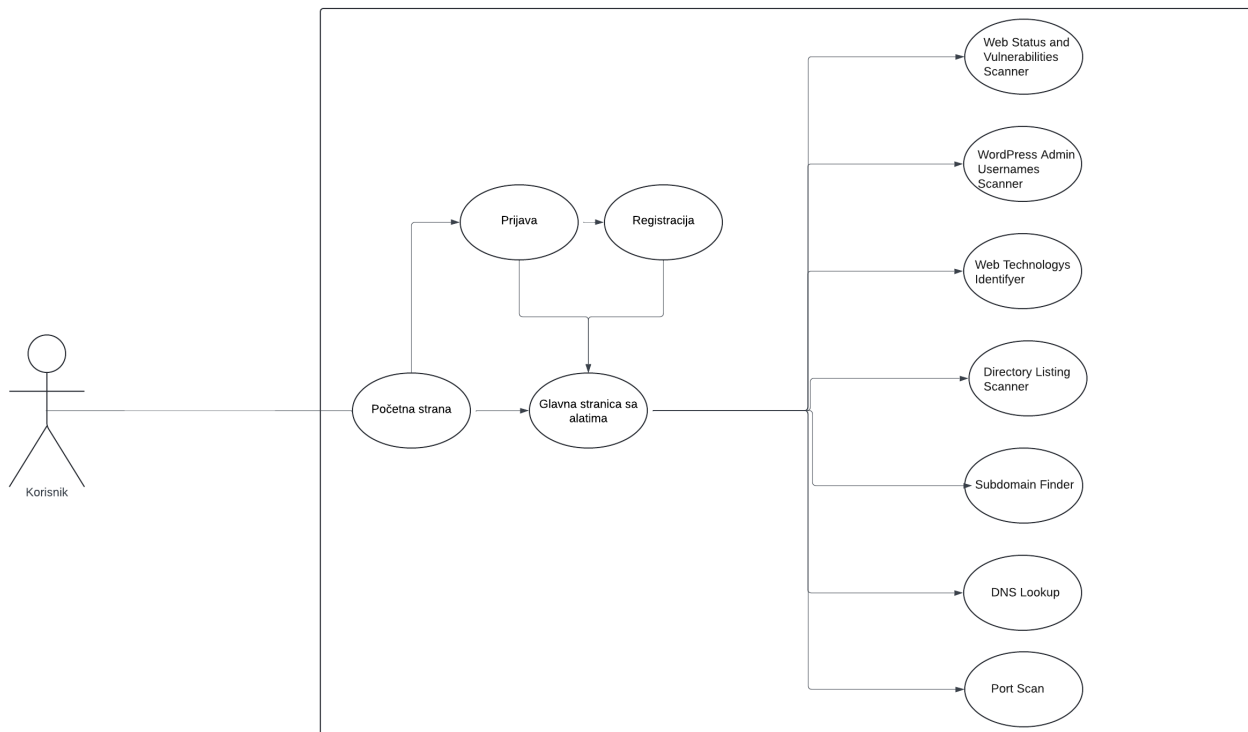 Web Status and
Vulnerabilities
Scanner
WordPress Admin
Usernames
Scanner
Prijava
Registracija
Web Technologys
Identifyer
Početna strana
Glavna stranica sa
alatima
Directory Listing
Scanner
Korisnik
Subdomain Finder
DNS Lookup
Port Scan